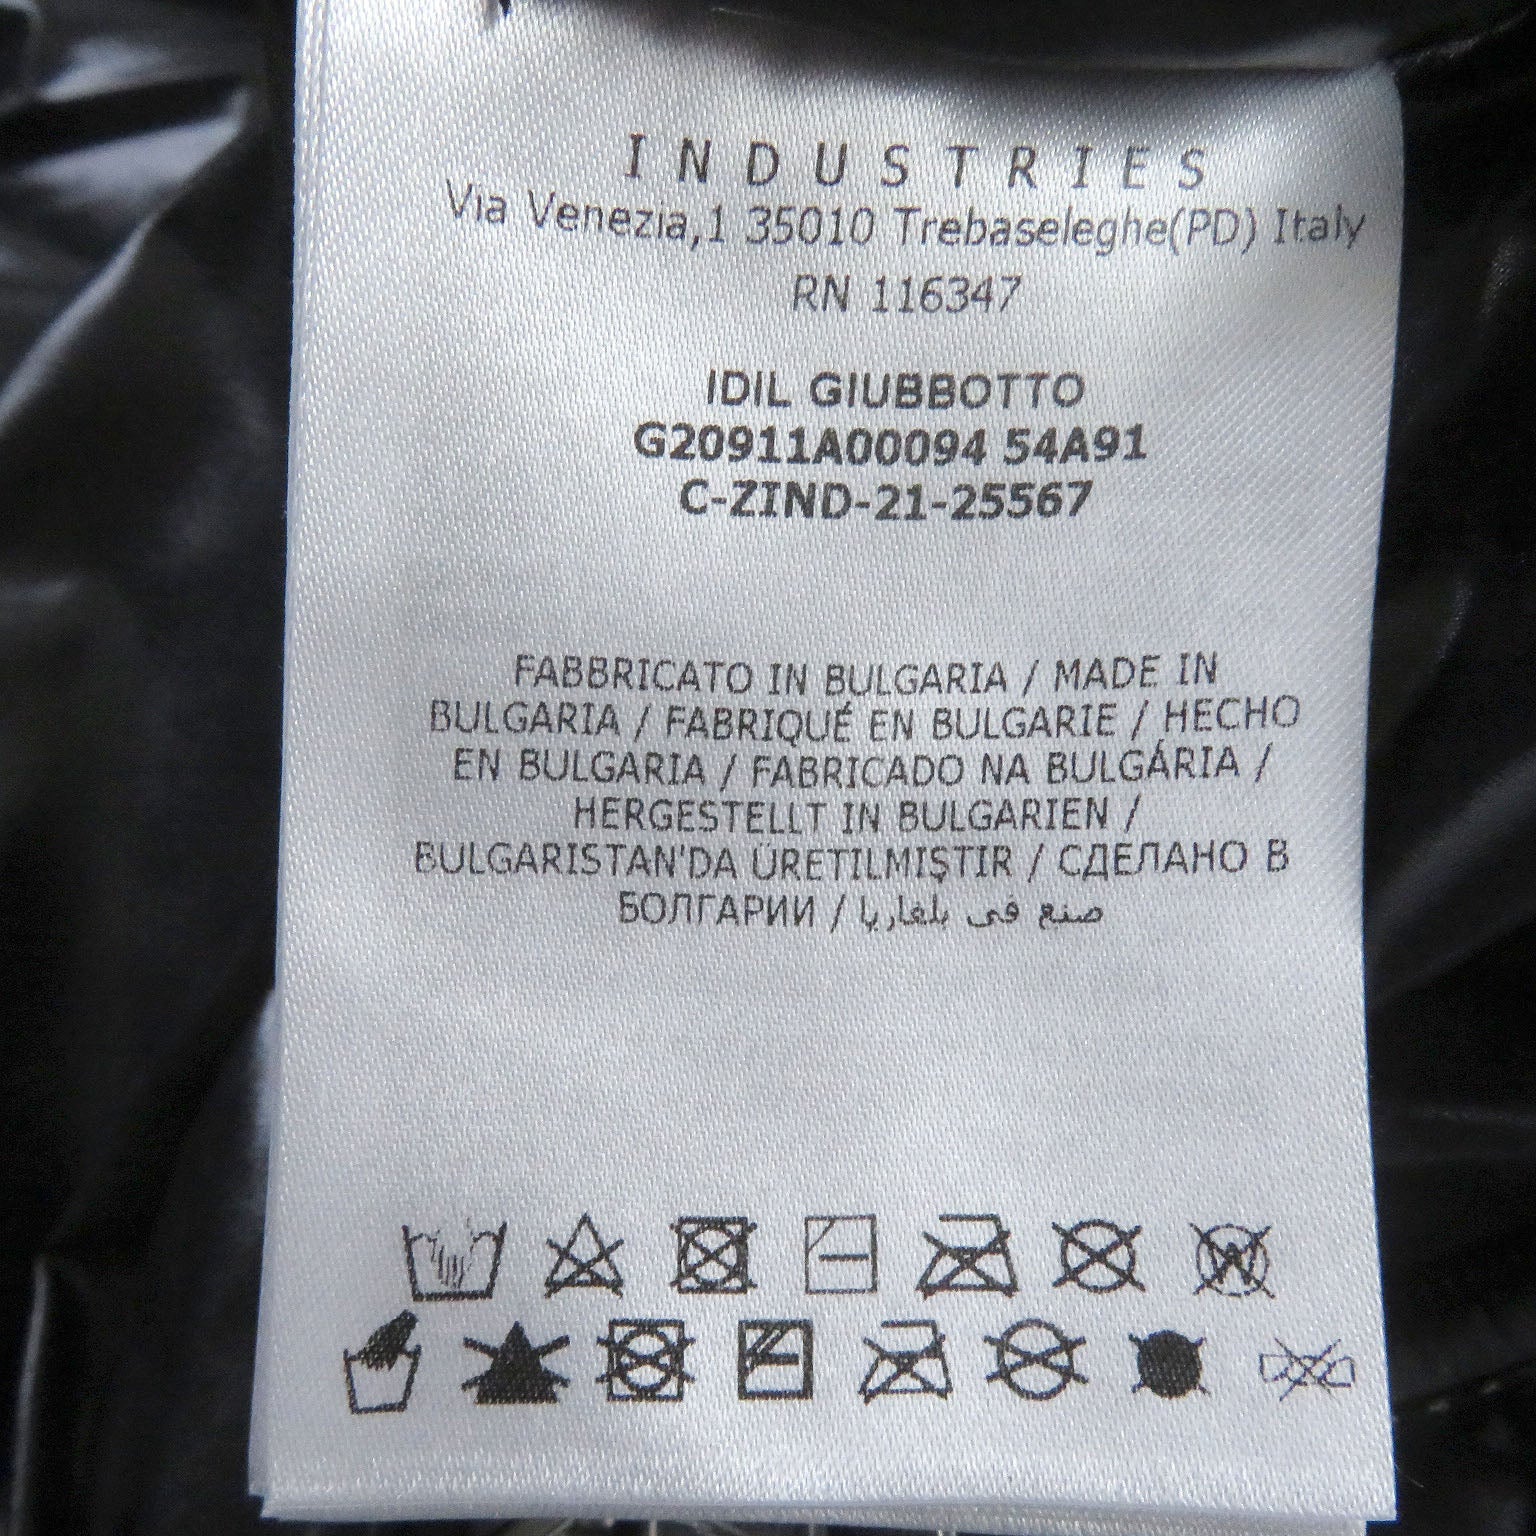 INDUSTRIES
Via Venezia,1 35010 Trebaseleghe(PD) Italy
RN 116347
IDIL GIUBBOTTO
G20911A00094 54A91
C-ZIND-21-25567
FABBRICATO IN BULGARIA / MADE IN
BULGARIA / FABRIQUÉ EN BULGARIE / HECHO
EN BULGARIA / FABRICADO NA BULGÁRIA /
HERGESTELLT IN BULGARIEN /
BULGARISTAN'DA ÜRETILMIŞTIR / СДЕЛАНО В
БОЛГАРИИ / صنع في بلغاريا
W